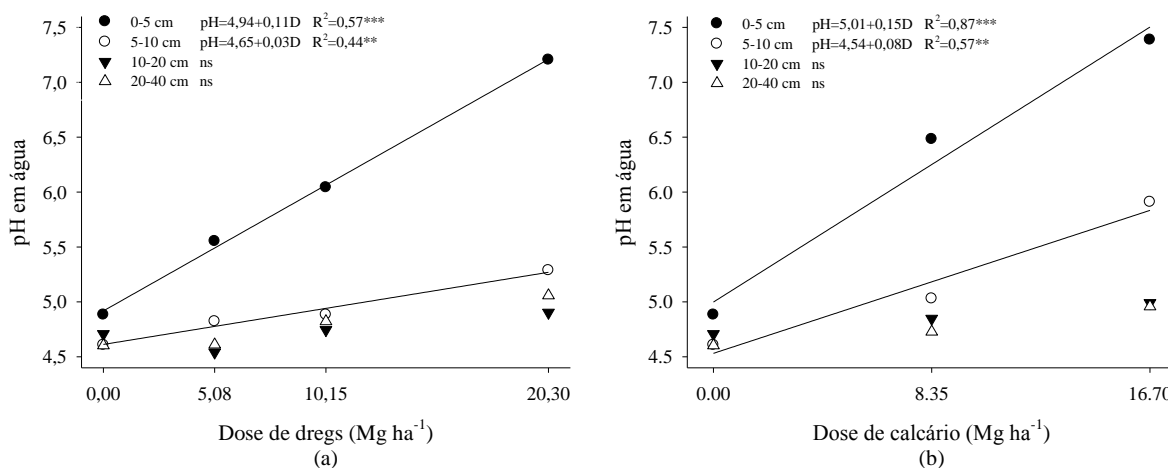 0-5 cm pH=4,94+0,11D R²=0,57***
5-10 cm pH=4,65+0,03D R²=0,44**
10-20 cm ns
20-40 cm ns
7,5
7,0
6,5
6,0
5,5
5,0
4,5
pH em água
0,00 5,08 10,15 20,30
Dose de dregs (Mg ha⁻¹)
(a)
0-5 cm pH=5,01+0,15D R²=0,87***
5-10 cm pH=4,54+0,08D R²=0,57**
10-20 cm ns
20-40 cm ns
7,5
7,0
6,5
6,0
5,5
5,0
4,5
pH em água
0.00 8.35 16.70
Dose de calcário (Mg ha⁻¹)
(b)